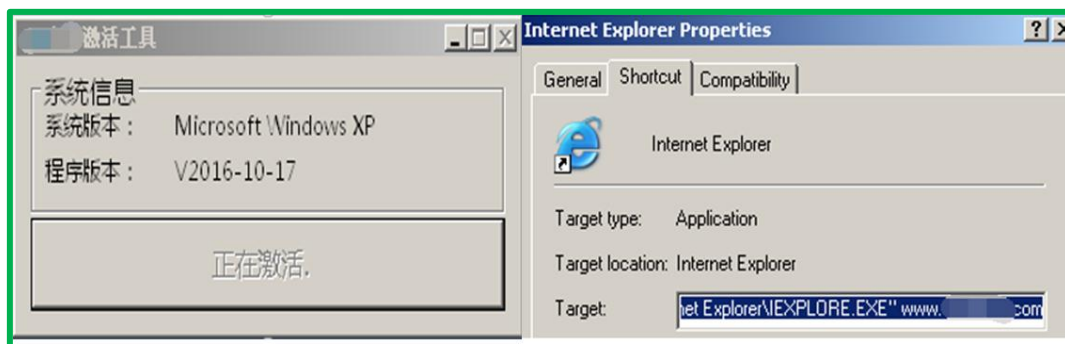 激活工具
系统信息
系统版本： Microsoft Windows XP
程序版本： V2016-10-17
正在激活.
Internet Explorer Properties
General Shortcut Compatibility
Internet Explorer
Target type: Application
Target location: Internet Explorer
Target: net Explorer\IEXPLORE.EXE" www. com